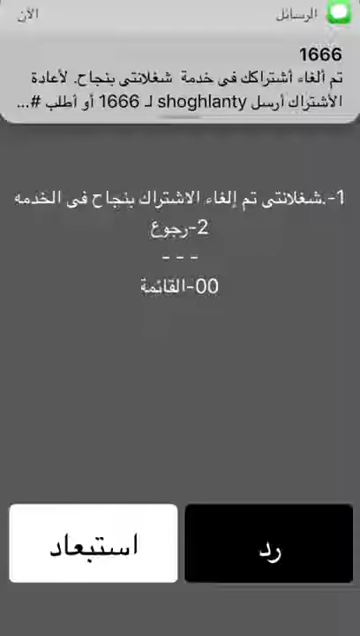 الرسائل الآن
1666
تم ألغاء أشتراكك فى خدمة شغلانتى بنجاح. لأعادة
الأشتراك أرسل shoghlanty لـ 1666 أو أطلب #...
1-.شغلانتى تم إلغاء الاشتراك بنجاح فى الخدمه
2-رجوع
- - -
00-القائمة
استبعاد رد